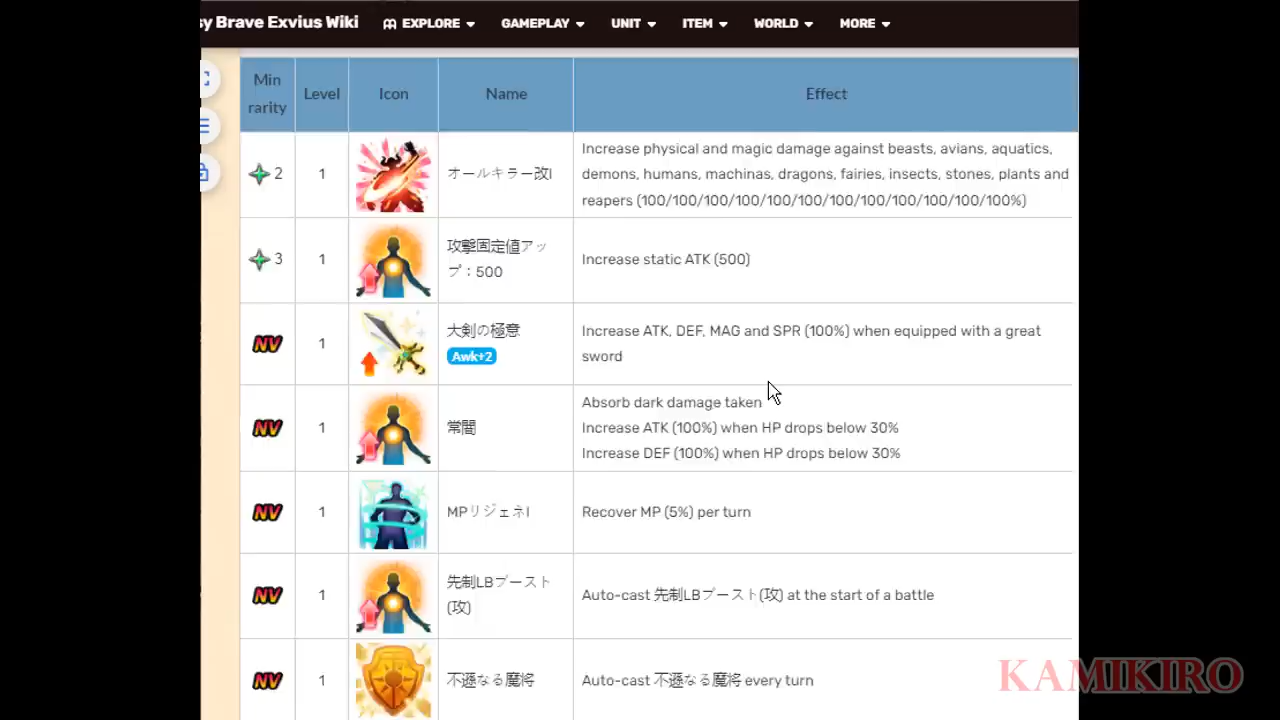 sy Brave Exvius Wiki EXPLORE GAMEPLAY UNIT ITEM WORLD MORE
Min rarity Level Icon Name Effect
2 1 オールキラー改I Increase physical and magic damage against beasts, avians, aquatics,
demons, humans, machinas, dragons, fairies, insects, stones, plants and
reapers (100/100/100/100/100/100/100/100/100/100/100/100%)
3 1 攻撃固定値アッ
プ：500 Increase static ATK (500)
NV 1 大剣の極意
Awk+2 Increase ATK, DEF, MAG and SPR (100%) when equipped with a great
sword
NV 1 常闇 Absorb dark damage taken
Increase ATK (100%) when HP drops below 30%
Increase DEF (100%) when HP drops below 30%
NV 1 MPリジェネI Recover MP (5%) per turn
NV 1 先制LBブースト
(攻) Auto-cast 先制LBブースト(攻) at the start of a battle
NV 1 不遜なる魔将 Auto-cast 不遜なる魔将 every turn
KAMIKIRO